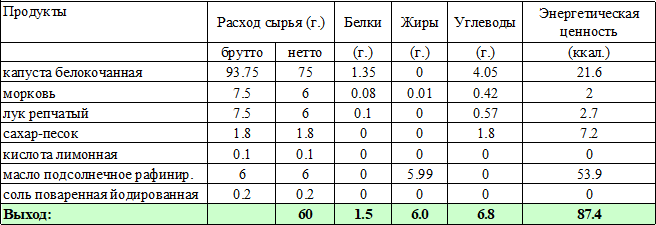 Продукты Расход сырья (г.) Белки Жиры Углеводы Энергетическая ценность
брутто нетто (г.) (г.) (г.) (ккал.)
капуста белокочанная 93.75 75 1.35 0 4.05 21.6
морковь 7.5 6 0.08 0.01 0.42 2
лук репчатый 7.5 6 0.1 0 0.57 2.7
сахар-песок 1.8 1.8 0 0 1.8 7.2
кислота лимонная 0.1 0.1 0 0 0 0
масло подсолнечное рафинир. 6 6 0 5.99 0 53.9
соль поваренная йодированная 0.2 0.2 0 0 0 0
Выход: 60 1.5 6.0 6.8 87.4